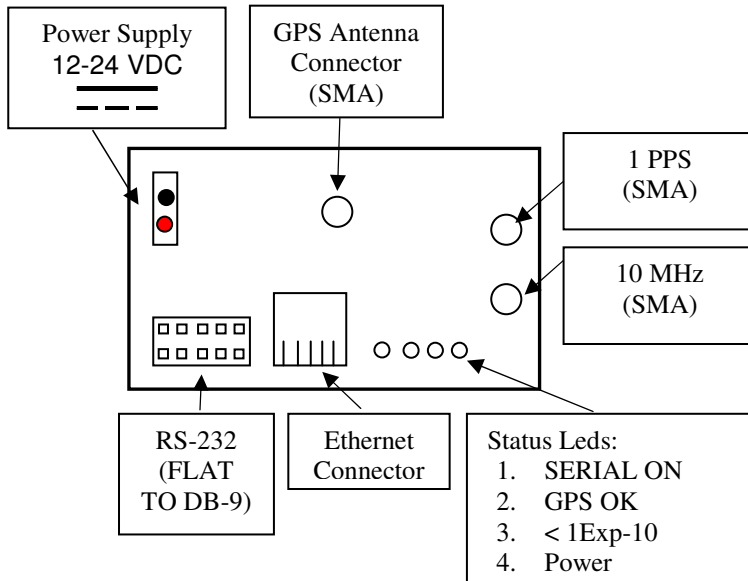 Power Supply
12-24 VDC
GPS Antenna
Connector
(SMA)
1 PPS
(SMA)
10 MHz
(SMA)
RS-232
(FLAT
TO DB-9)
Ethernet
Connector
Status Leds:
1. SERIAL ON
2. GPS OK
3. < 1Exp-10
4. Power